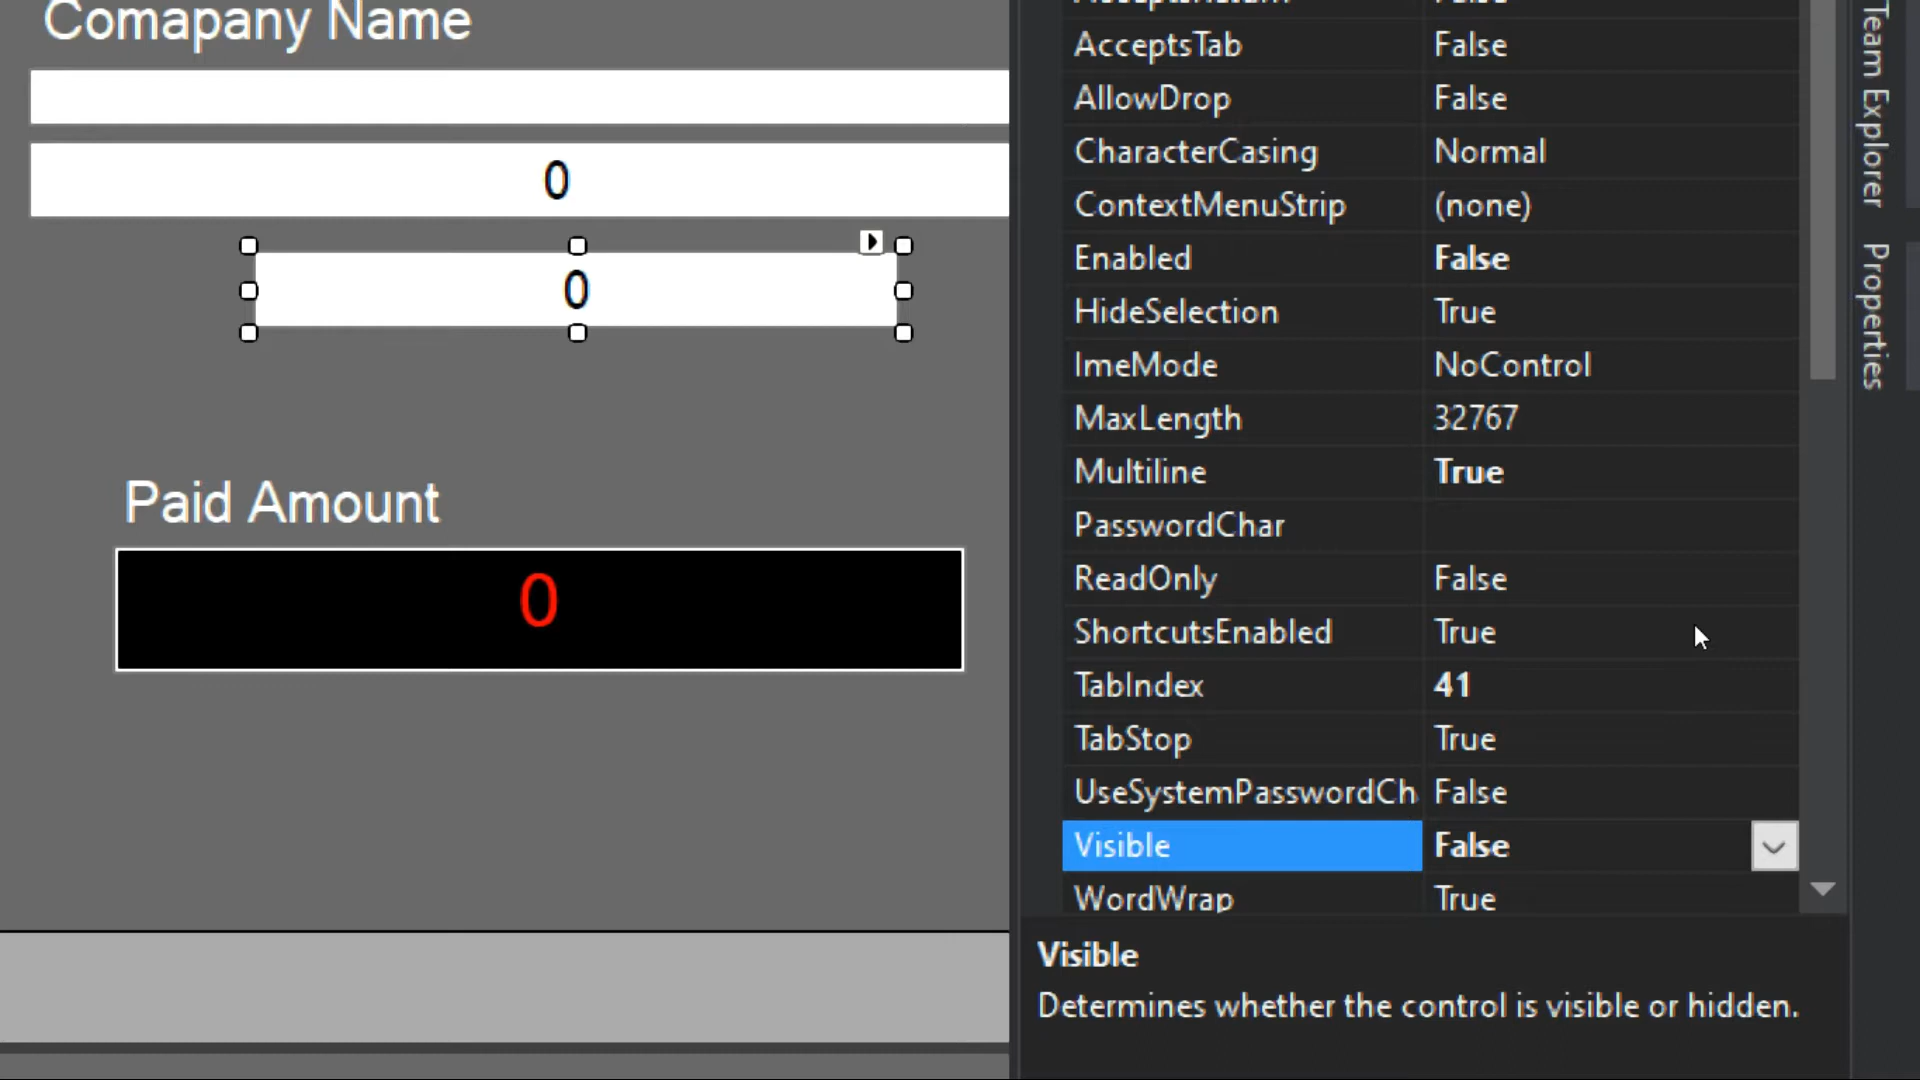 Comapany Name
0
0
Paid Amount
0
AcceptsTab False
AllowDrop False
CharacterCasing Normal
ContextMenuStrip (none)
Enabled False
HideSelection True
ImeMode NoControl
MaxLength 32767
Multiline True
PasswordChar
ReadOnly False
ShortcutsEnabled True
TabIndex 41
TabStop True
UseSystemPasswordCh False
Visible False
WordWrap True
Visible
Determines whether the control is visible or hidden.
Team Explorer
Properties